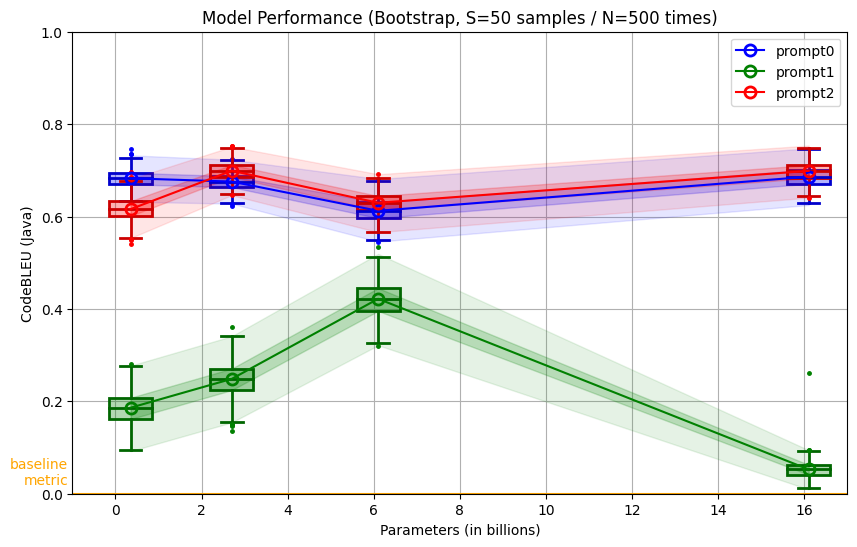 Model Performance (Bootstrap, S=50 samples / N=500 times)
prompt0
prompt1
prompt2
CodeBLEU (Java)
1.0
0.8
0.6
0.4
0.2
0.0
baseline
metric
0 2 4 6 8 10 12 14 16
Parameters (in billions)